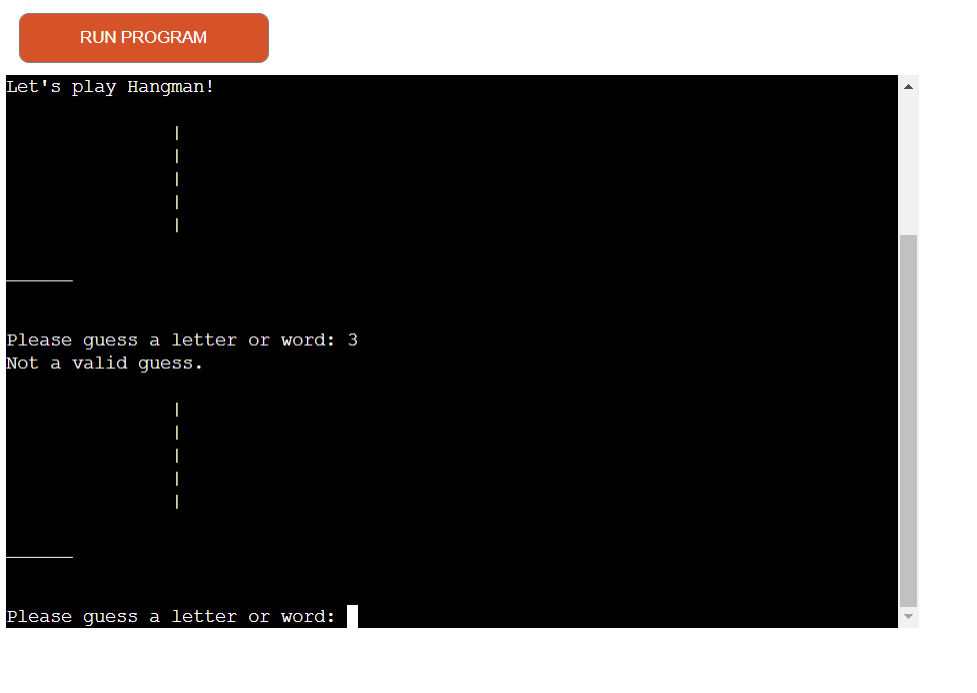 RUN PROGRAM
Let's play Hangman!
|
|
|
|
|
______
Please guess a letter or word: 3
Not a valid guess.
|
|
|
|
|
______
Please guess a letter or word: